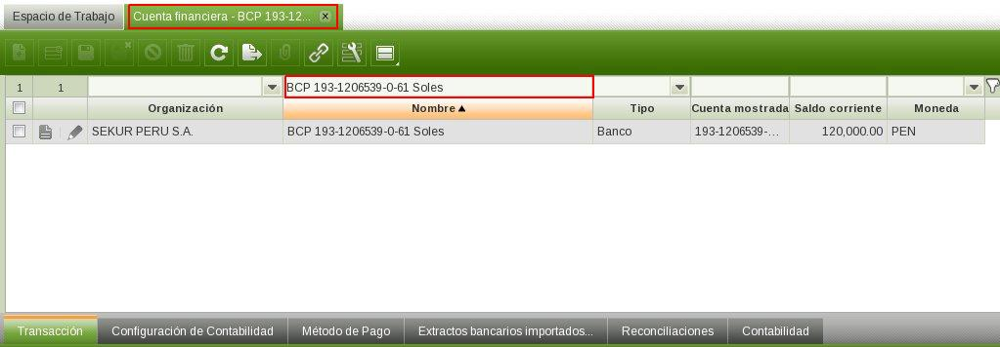 Espacio de Trabajo
Cuenta financiera - BCP 193-12...
1 1 BCP 193-1206539-0-61 Soles
Organización Nombre Tipo Cuenta mostrada Saldo corriente Moneda
SEKUR PERU S.A. BCP 193-1206539-0-61 Soles Banco 193-1206539-... 120,000.00 PEN
Transacción Configuración de Contabilidad Método de Pago Extractos bancarios importados... Reconciliaciones Contabilidad